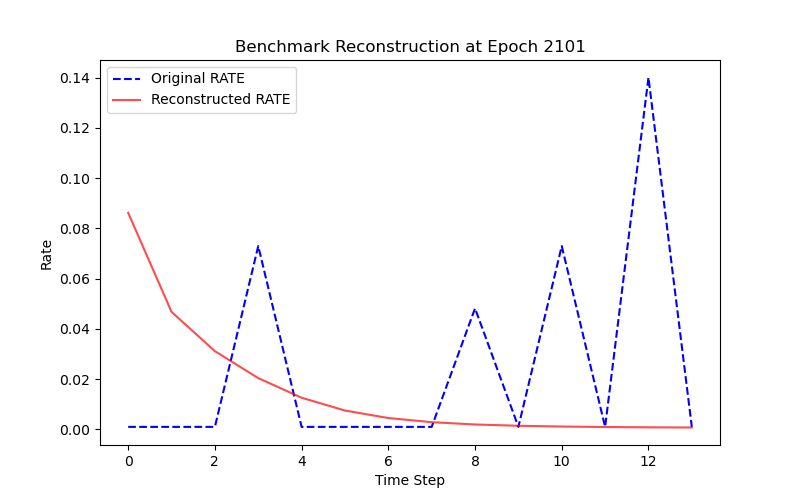 Benchmark Reconstruction at Epoch 2101
Original RATE
Reconstructed RATE
0.14
0.12
0.10
0.08
0.06
0.04
0.02
0.00
Rate
0 2 4 6 8 10 12
Time Step